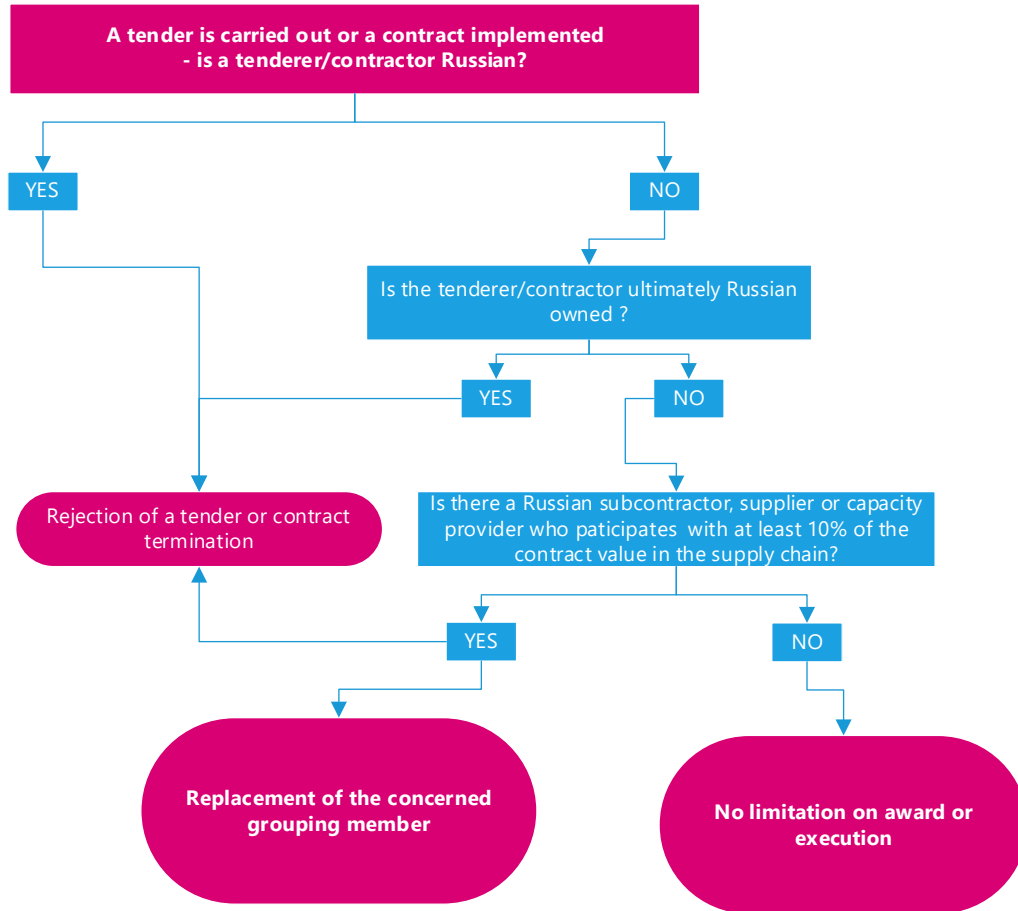 A tender is carried out or a contract implemented
- is a tenderer/contractor Russian?
YES
NO
Is the tenderer/contractor ultimately Russian
owned ?
YES
NO
Rejection of a tender or contract
termination
Is there a Russian subcontractor, supplier or capacity
provider who paticipates with at least 10% of the
contract value in the supply chain?
YES
NO
Replacement of the concerned
grouping member
No limitation on award or
execution